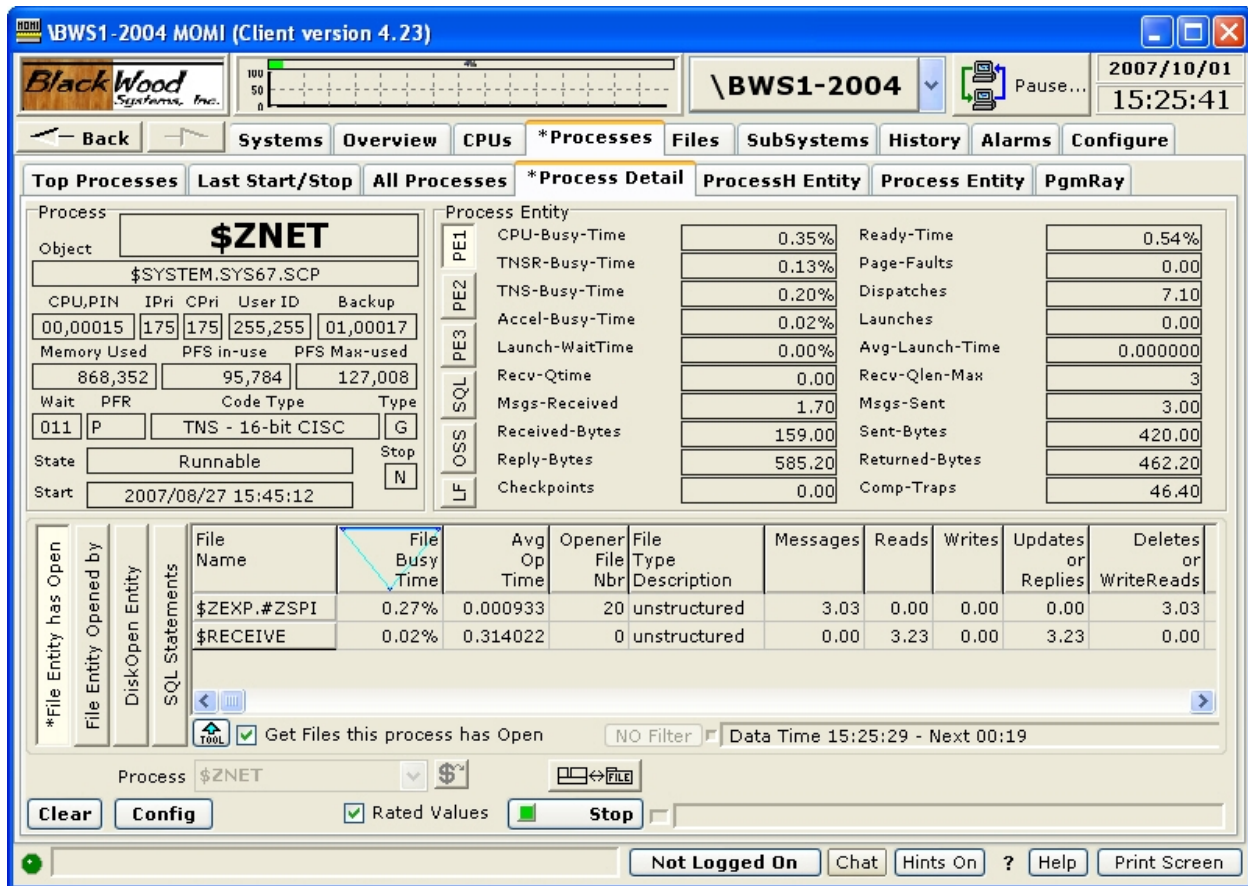 \BWS1-2004 MOMI (Client version 4.23)
BlackWood Systems, Inc.
100
50
0
4%
\BWS1-2004
Pause...
2007/10/01
15:25:41
Back
Systems Overview CPUs *Processes Files SubSystems History Alarms Configure
Top Processes Last Start/Stop All Processes *Process Detail ProcessH Entity Process Entity PgmRay
Process
Object $ZNET
$SYSTEM.SYS67.SCP
CPU,PIN IPri CPri User ID Backup
00,00015 175 175 255,255 01,00017
Memory Used PFS in-use PFS Max-used
868,352 95,784 127,008
Wait PFR Code Type Type
011 P TNS - 16-bit CISC G
State Runnable Stop
N
Start 2007/08/27 15:45:12
Process Entity
PE1
PE2
PE3
SQL
OSS
LF
CPU-Busy-Time 0.35% Ready-Time 0.54%
TNSR-Busy-Time 0.13% Page-Faults 0.00
TNS-Busy-Time 0.20% Dispatches 7.10
Accel-Busy-Time 0.02% Launches 0.00
Launch-WaitTime 0.00% Avg-Launch-Time 0.000000
Recv-Qtime 0.00 Recv-Qlen-Max 3
Msgs-Received 1.70 Msgs-Sent 3.00
Received-Bytes 159.00 Sent-Bytes 420.00
Reply-Bytes 585.20 Returned-Bytes 462.20
Checkpoints 0.00 Comp-Traps 46.40
*File Entity has Open
File Entity Opened by
DiskOpen Entity
SQL Statements
File File Avg Opener File Messages Reads Writes Updates Deletes
Name Busy Op File Type or or
Time Time Nbr Description Replies WriteReads
$ZEXP.#ZSPI 0.27% 0.000933 20 unstructured 3.03 0.00 0.00 0.00 3.03
$RECEIVE 0.02% 0.314022 0 unstructured 0.00 3.23 0.00 3.23 0.00
TOOL Get Files this process has Open NO Filter Data Time 15:25:29 - Next 00:19
Process $ZNET $ FILE
Clear Config Rated Values Stop
Not Logged On Chat Hints On ? Help Print Screen